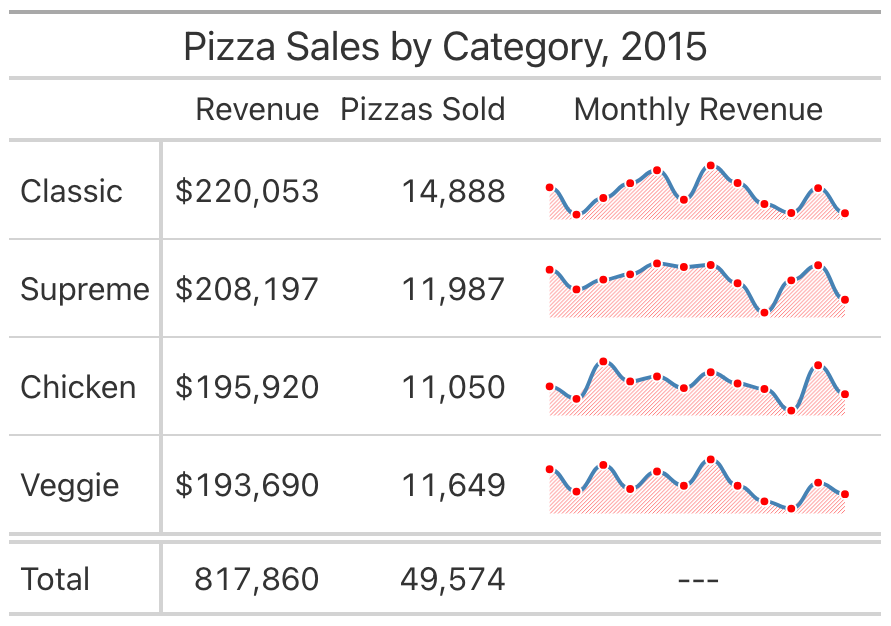 Pizza Sales by Category, 2015
Revenue Pizzas Sold Monthly Revenue
Classic $220,053 14,888
Supreme $208,197 11,987
Chicken $195,920 11,050
Veggie $193,690 11,649
Total 817,860 49,574 ---